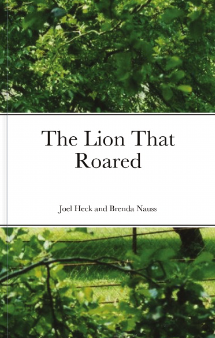 The Lion That
Roared
Joel Heck and Brenda Nauss